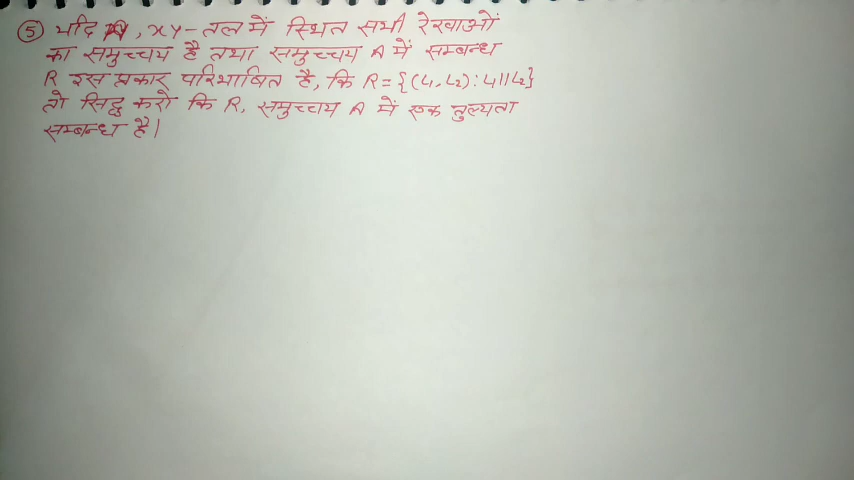 ⑤ यदि A, xy-तल में स्थित सभी रेखाओं
का समुच्चय है तथा समुच्चय A में सम्बन्ध
R इस प्रकार परिभाषित है, कि R={(L₁, L₂):L₁||L₂}
तो सिद्ध करो कि R, समुच्चय A में एक तुल्यता
सम्बन्ध है।